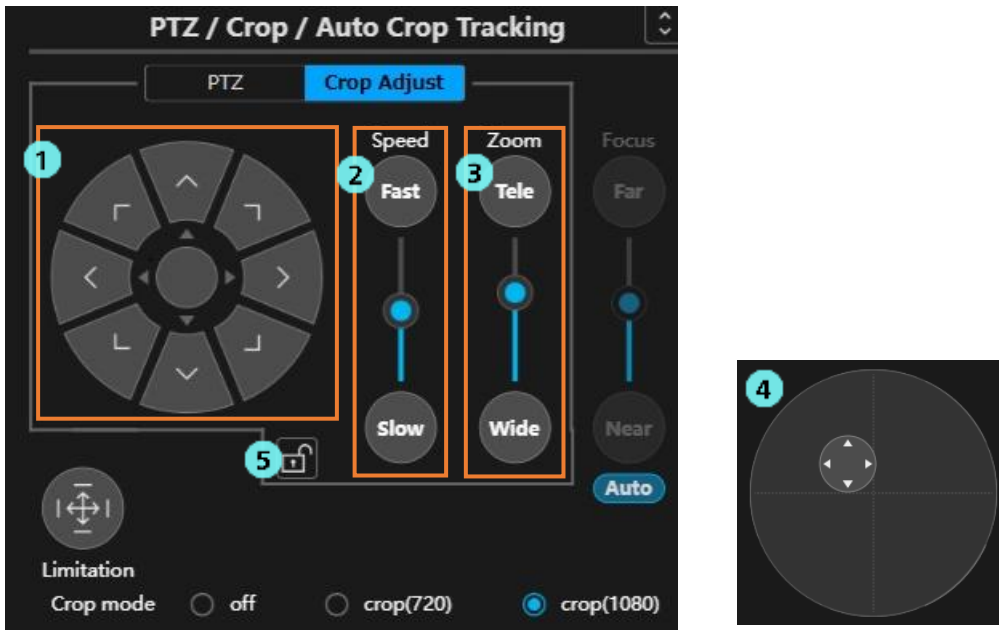 PTZ / Crop / Auto Crop Tracking
PTZ Crop Adjust
Speed Zoom Focus
1 2 3
Fast Tele Far
4
Slow Wide Near
5
Auto
Limitation
Crop mode off crop(720) crop(1080)